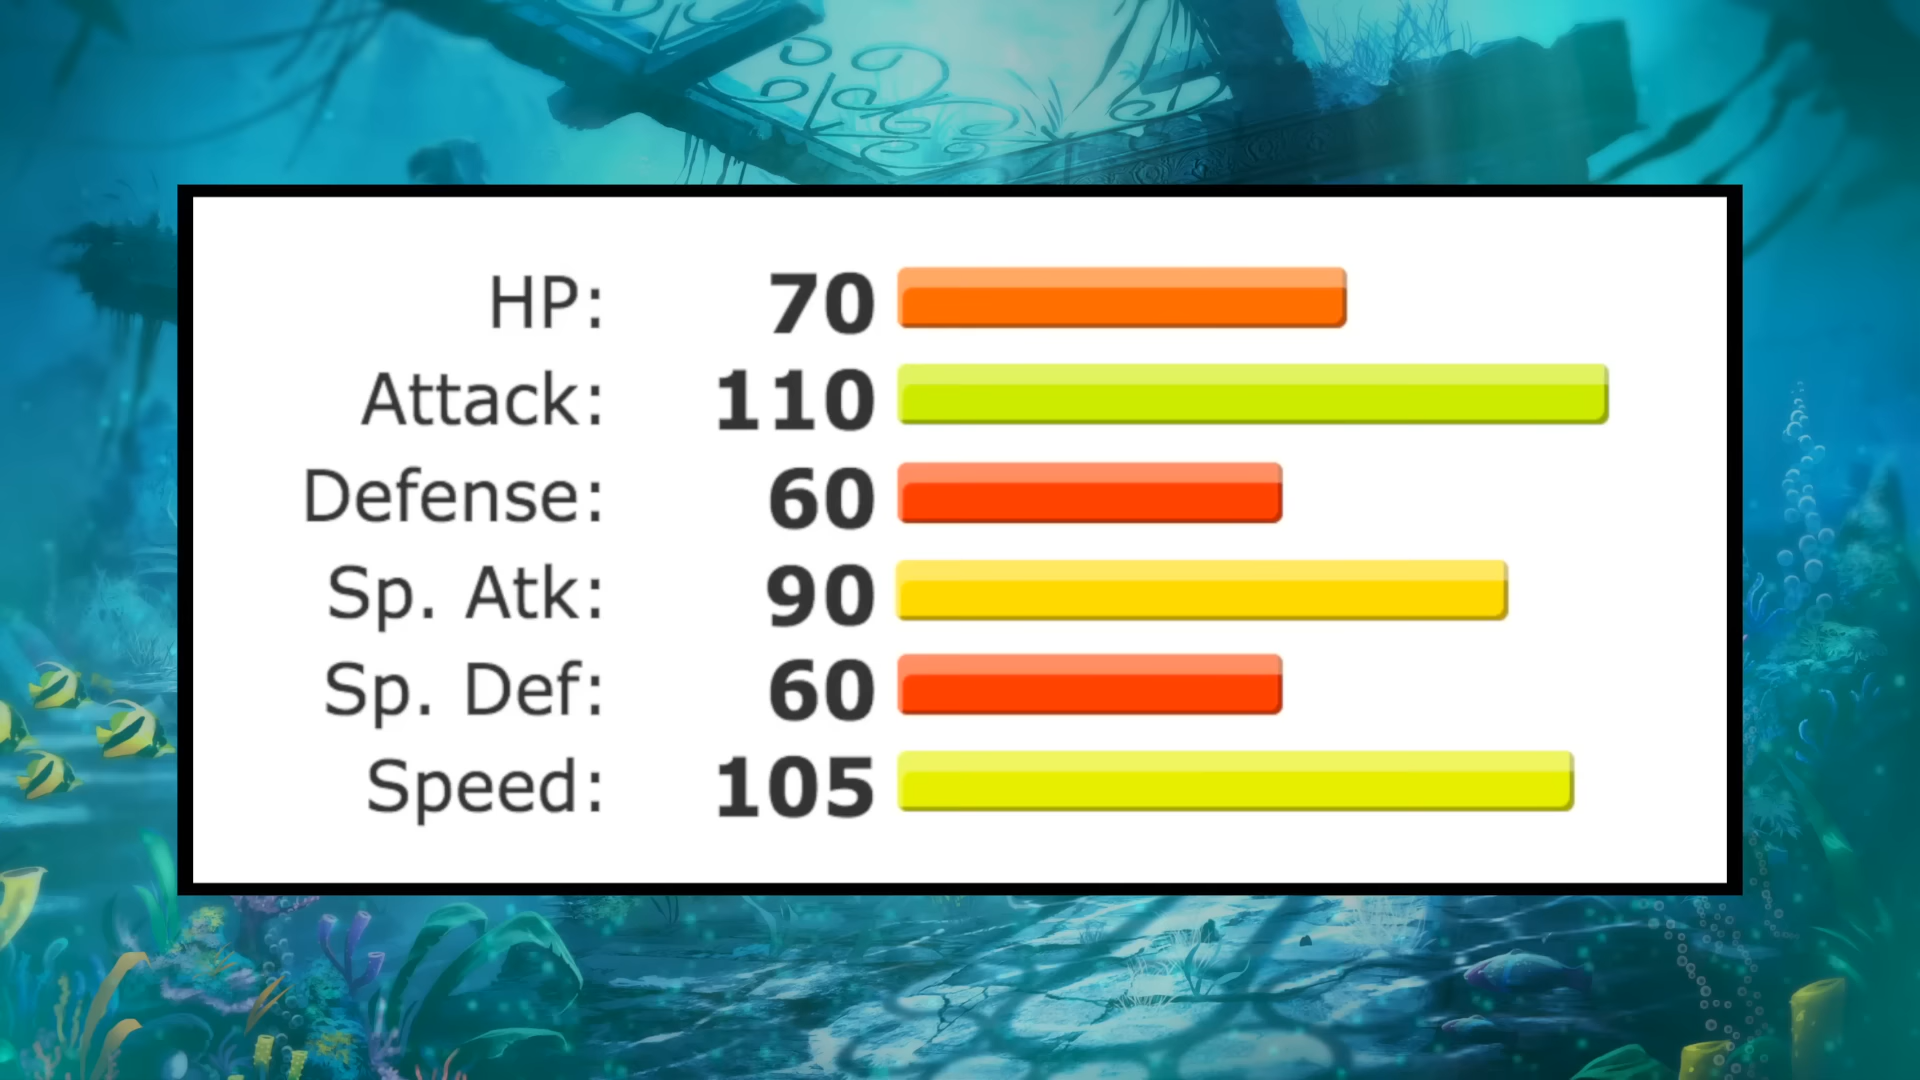 HP: 70
Attack: 110
Defense: 60
Sp. Atk: 90
Sp. Def: 60
Speed: 105